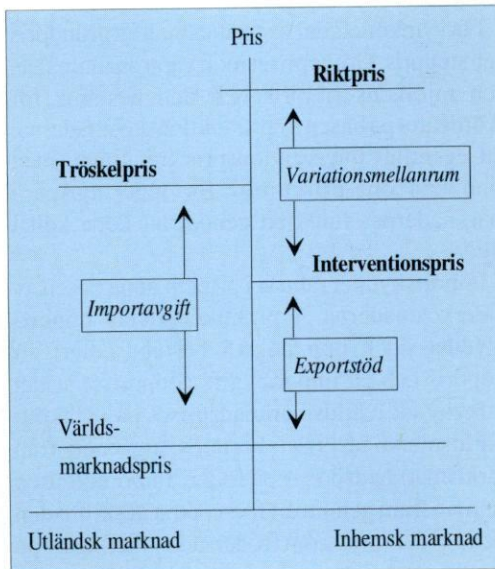 Pris
Riktpris
Tröskelpris
Variationsmellanrum
Interventionspris
Importavgift
Exportstöd
Världs-
marknadspris
Utländsk marknad
Inhemsk marknad